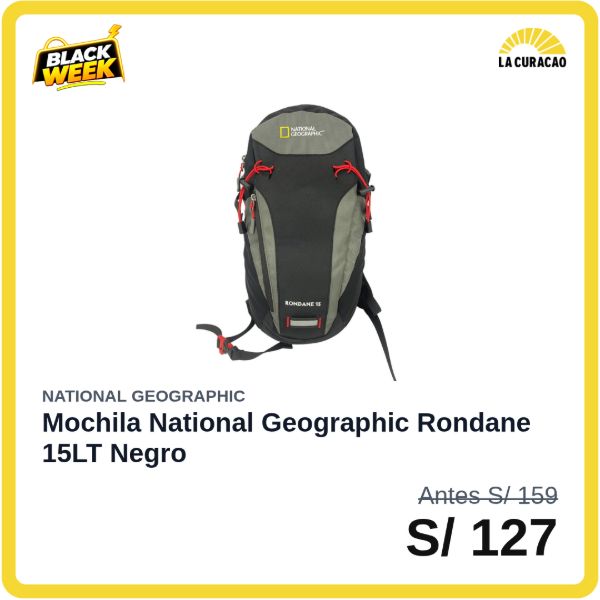 BLACK
WEEK
LA CURACAO
NATIONAL
GEOGRAPHIC
RONDANE 15
NATIONAL GEOGRAPHIC
Mochila National Geographic Rondane
15LT Negro
Antes S/ 159
S/ 127